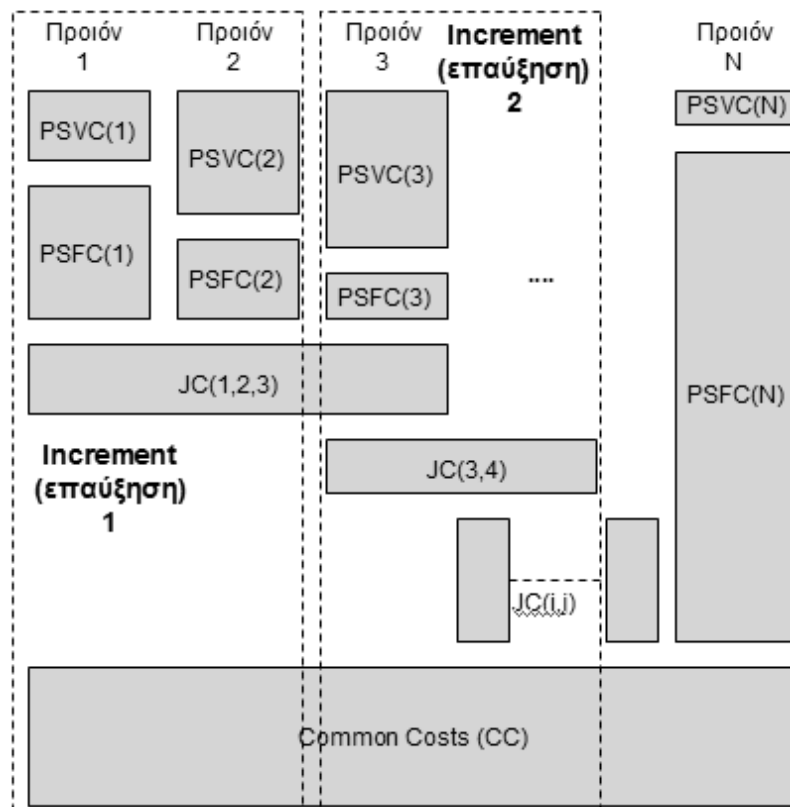 Προιόν
1
Προιόν
2
Προιόν
3
Increment
(επαύξηση)
2
Προιόν
N
PSVC(1)
PSVC(2)
PSVC(3)
PSVC(N)
PSFC(1)
PSFC(2)
PSFC(3)
....
PSFC(N)
JC(1,2,3)
Increment
(επαύξηση)
1
JC(3,4)
JC(i,j)
Common Costs (CC)